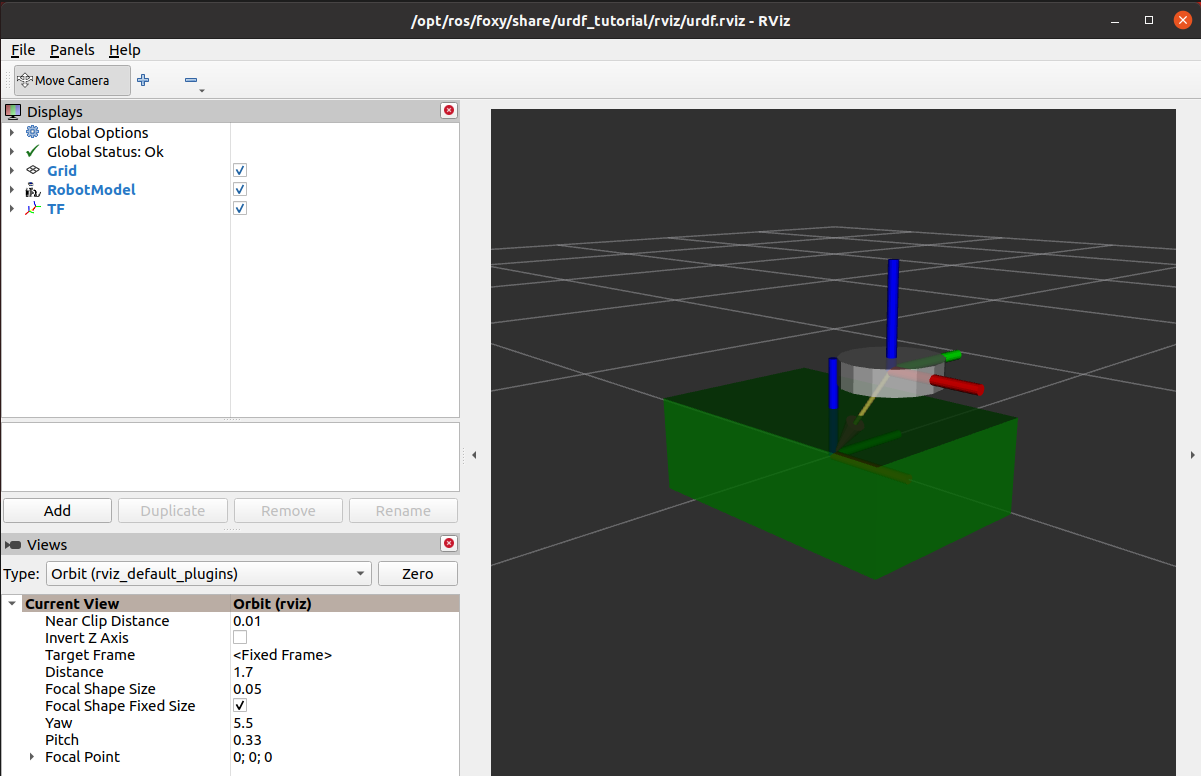 /opt/ros/foxy/share/urdf_tutorial/rviz/urdf.rviz - RViz
File Panels Help
Move Camera
Displays
Global Options
Global Status: Ok
Grid
RobotModel
TF
Add Duplicate Remove Rename
Views
Type: Orbit (rviz_default_plugins) Zero
Current View Orbit (rviz)
Near Clip Distance 0.01
Invert Z Axis
Target Frame <Fixed Frame>
Distance 1.7
Focal Shape Size 0.05
Focal Shape Fixed Size
Yaw 5.5
Pitch 0.33
Focal Point 0; 0; 0